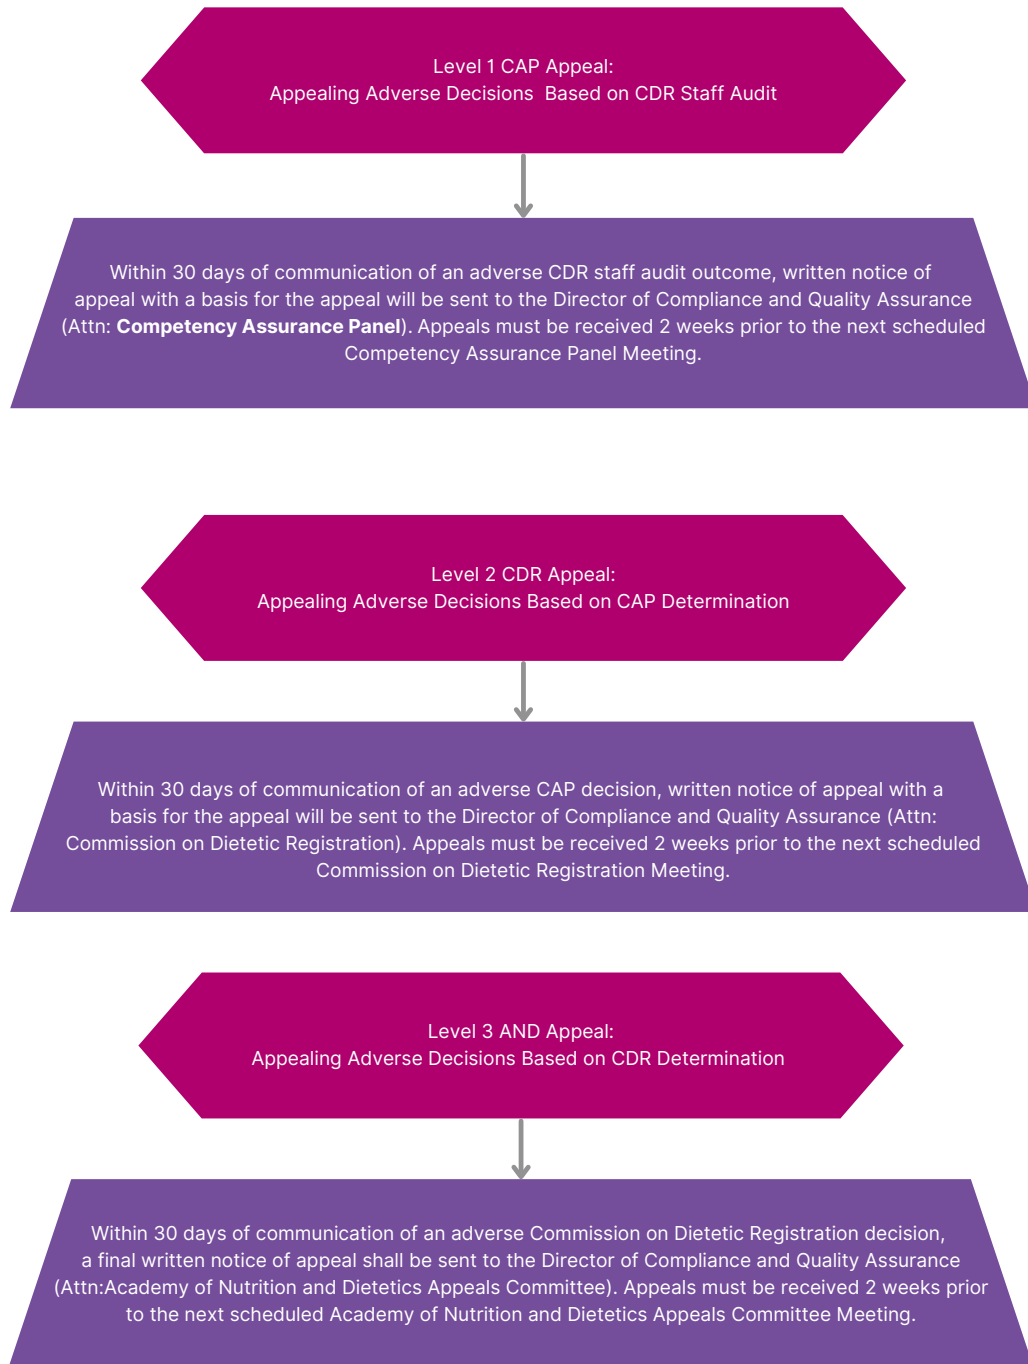 Level 1 CAP Appeal:
Appealing Adverse Decisions  Based on CDR Staff Audit
Within 30 days of communication of an adverse CDR staff audit outcome, written notice of
appeal with a basis for the appeal will be sent to the Director of Compliance and Quality Assurance
(Attn: Competency Assurance Panel). Appeals must be received 2 weeks prior to the next scheduled
Competency Assurance Panel Meeting.
Level 2 CDR Appeal:
Appealing Adverse Decisions Based on CAP Determination
Within 30 days of communication of an adverse CAP decision, written notice of appeal with a
basis for the appeal will be sent to the Director of Compliance and Quality Assurance (Attn:
Commission on Dietetic Registration). Appeals must be received 2 weeks prior to the next scheduled
Commission on Dietetic Registration Meeting.
Level 3 AND Appeal:
Appealing Adverse Decisions Based on CDR Determination
Within 30 days of communication of an adverse Commission on Dietetic Registration decision,
a final written notice of appeal shall be sent to the Director of Compliance and Quality Assurance
(Attn:Academy of Nutrition and Dietetics Appeals Committee). Appeals must be received 2 weeks prior
to the next scheduled Academy of Nutrition and Dietetics Appeals Committee Meeting.